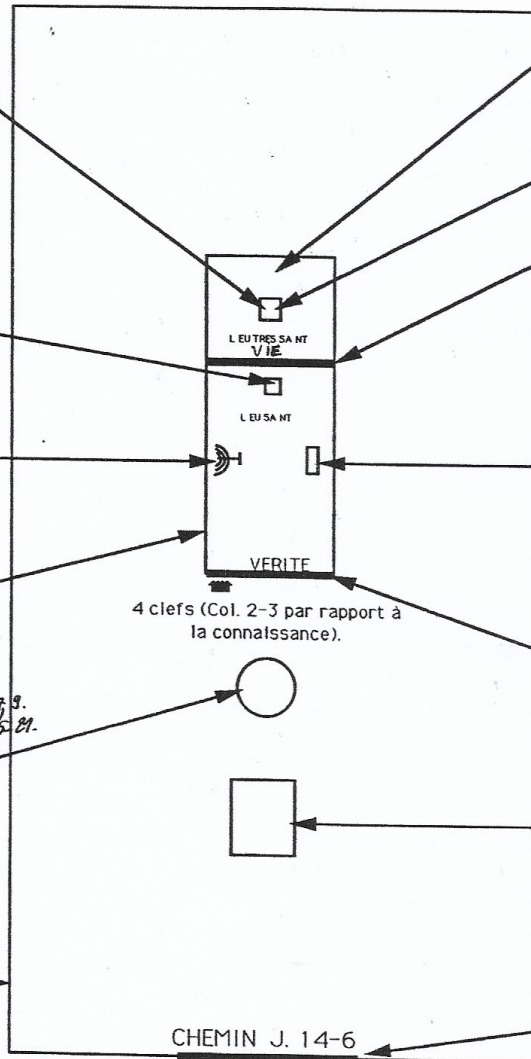 L EU TRES SA NT
VIE
L EU SA NT
VERITE
4 clefs (Col. 2-3 par rapport à
la connaissance).
9.
CHEMIN J. 14-6